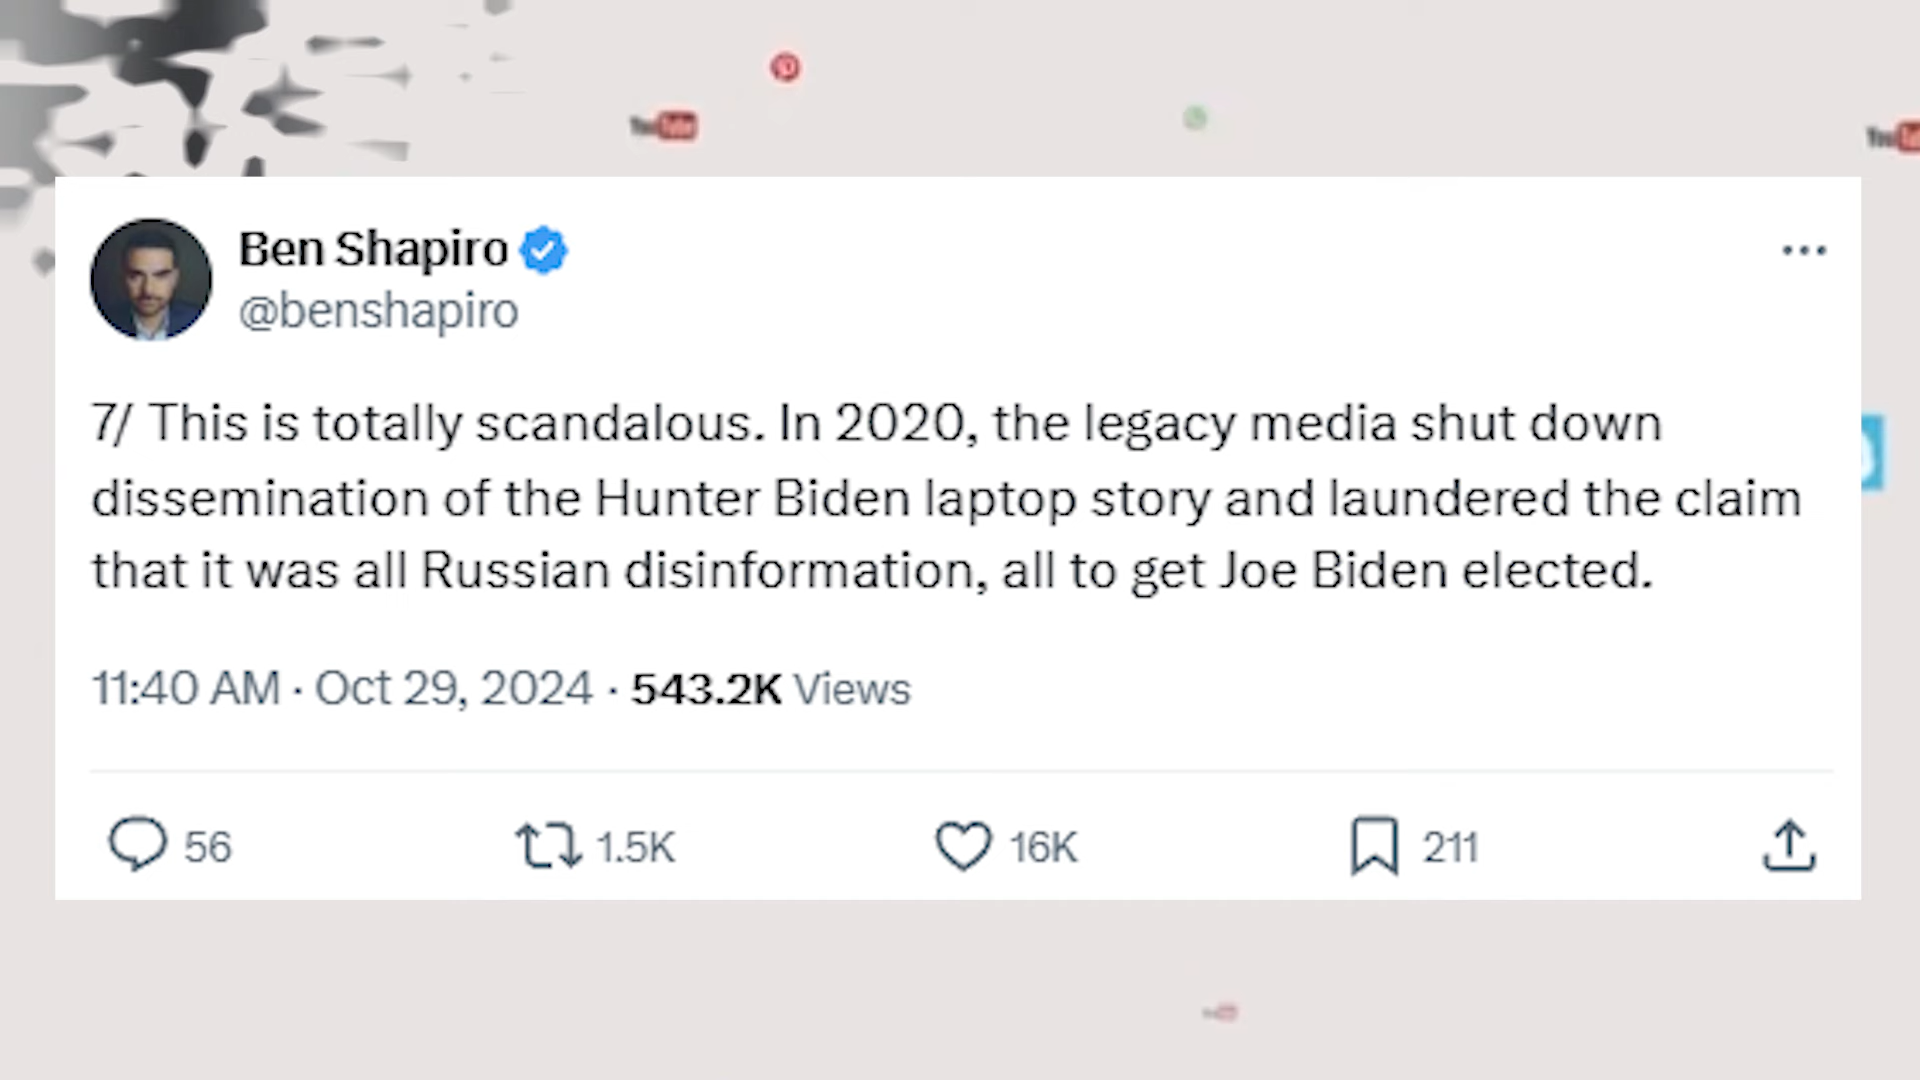 YouTube
YouTu
Ben Shapiro
@benshapiro
7/ This is totally scandalous. In 2020, the legacy media shut down
dissemination of the Hunter Biden laptop story and laundered the claim
that it was all Russian disinformation, all to get Joe Biden elected.
11:40 AM · Oct 29, 2024 · 543.2K Views
56 1.5K 16K 211